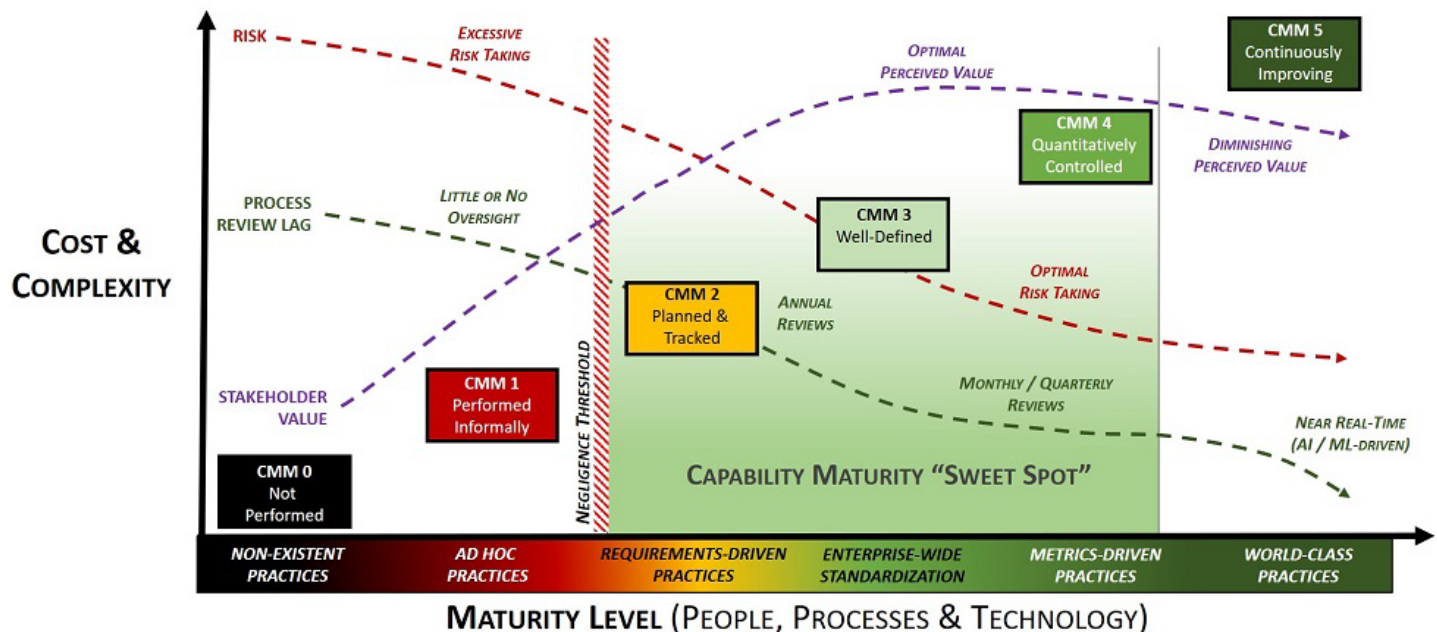 RISK
EXCESSIVE
RISK TAKING
OPTIMAL
PERCEIVED VALUE
CMM 5
Continuously
Improving
CMM 4
Quantitatively
Controlled
DIMINISHING
PERCEIVED VALUE
PROCESS
REVIEW LAG
LITTLE OR NO
OVERSIGHT
CMM 3
Well-Defined
COST &
COMPLEXITY
CMM 2
Planned &
Tracked
ANNUAL
REVIEWS
OPTIMAL
RISK TAKING
STAKEHOLDER
VALUE
CMM 1
Performed
Informally
NEGLIGENCE THRESHOLD
MONTHLY / QUARTERLY
REVIEWS
NEAR REAL-TIME
(AI / ML-DRIVEN)
CMM 0
Not
Performed
CAPABILITY MATURITY “SWEET SPOT”
NON-EXISTENT
PRACTICES
AD HOC
PRACTICES
REQUIREMENTS-DRIVEN
PRACTICES
ENTERPRISE-WIDE
STANDARDIZATION
METRICS-DRIVEN
PRACTICES
WORLD-CLASS
PRACTICES
MATURITY LEVEL (PEOPLE, PROCESSES & TECHNOLOGY)